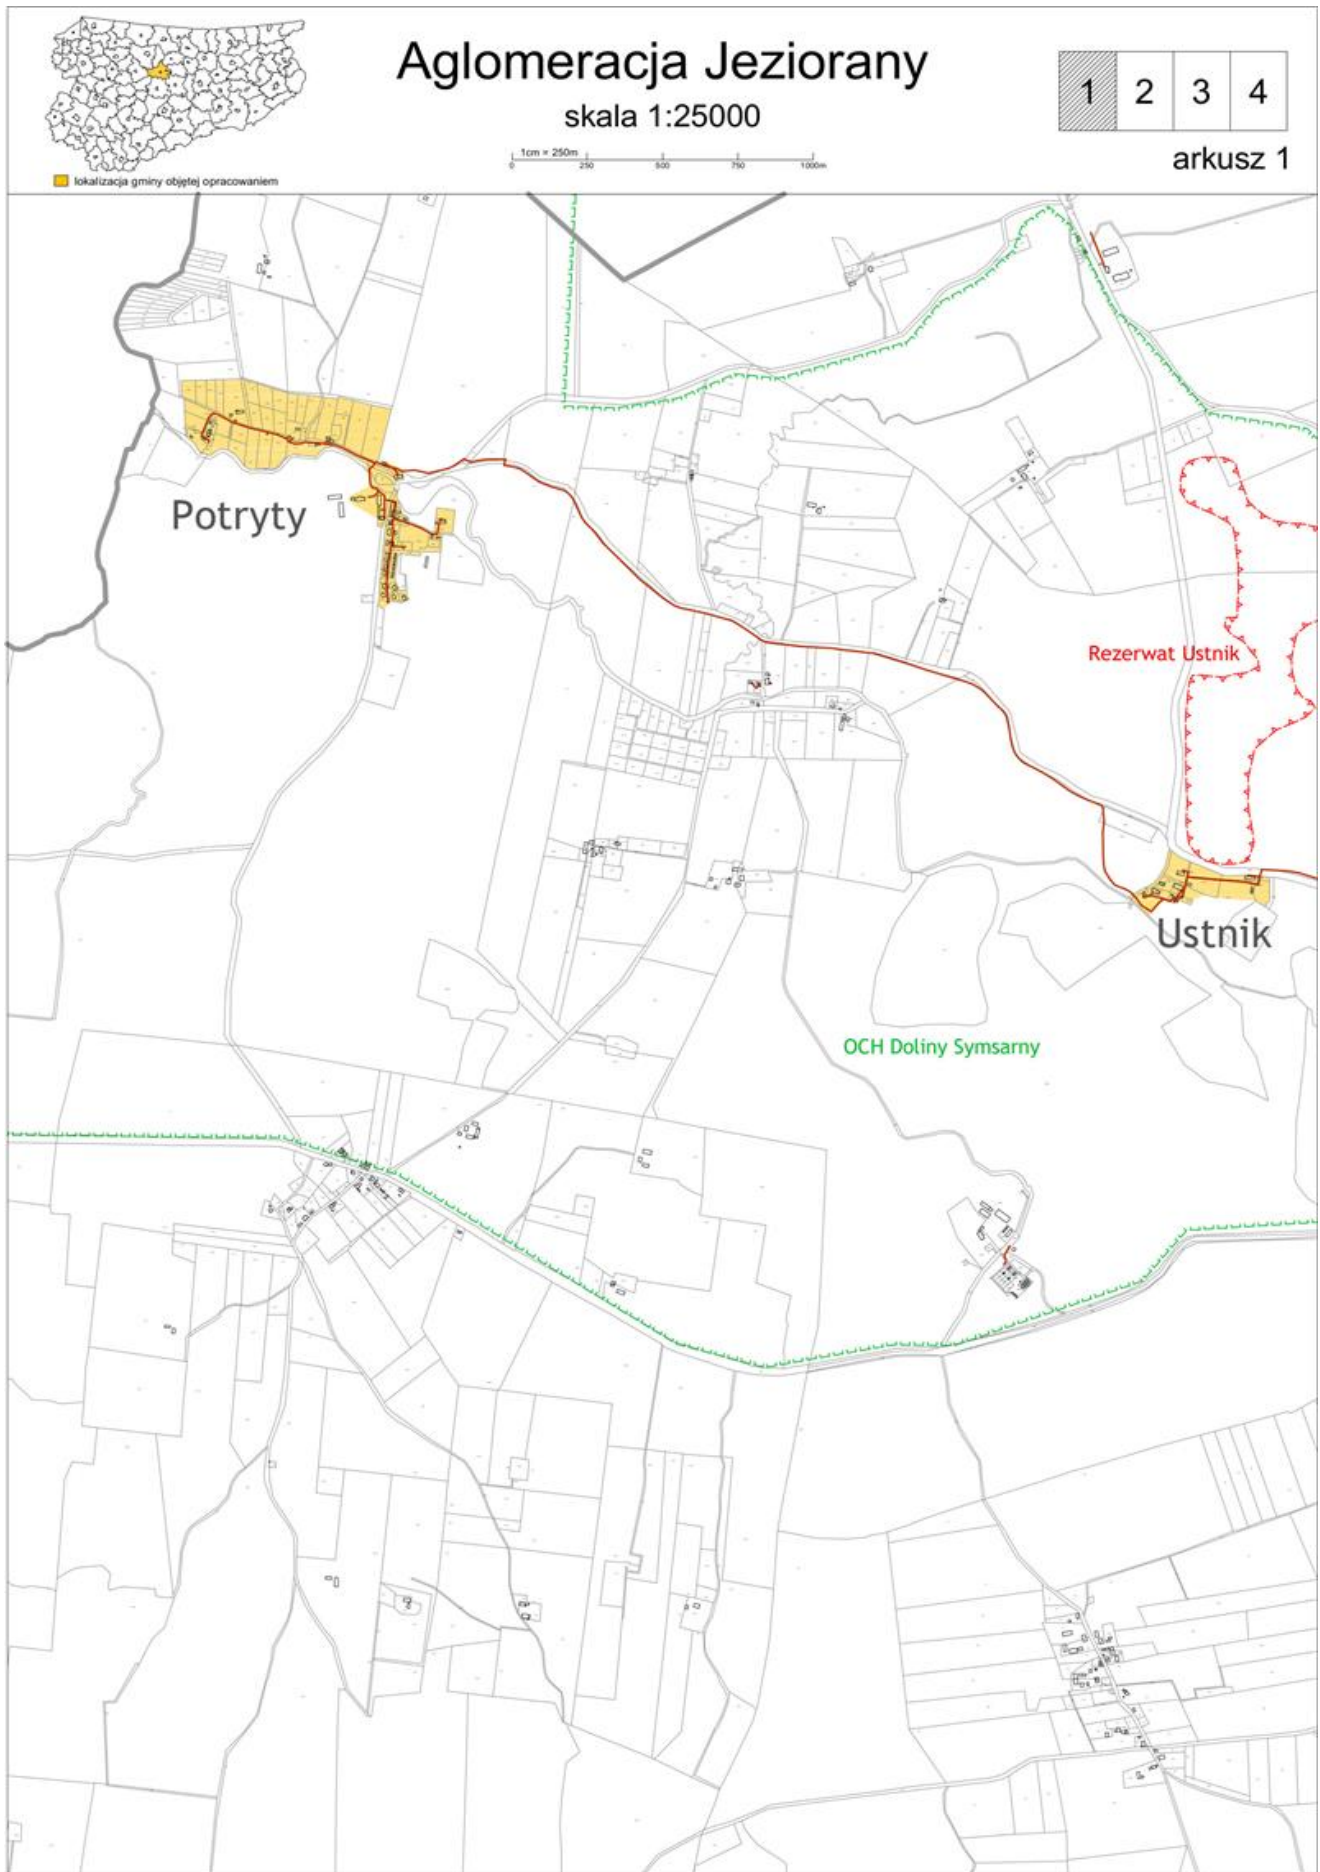 Aglomeracja Jeziorany
skala 1:25000
1cm = 250m
0 250 500 750 1000m
1 2 3 4
arkusz 1
lokalizacja gminy objętej opracowaniem
Potryty
Rezerwat Ustnik
Ustnik
OCH Doliny Symsarny